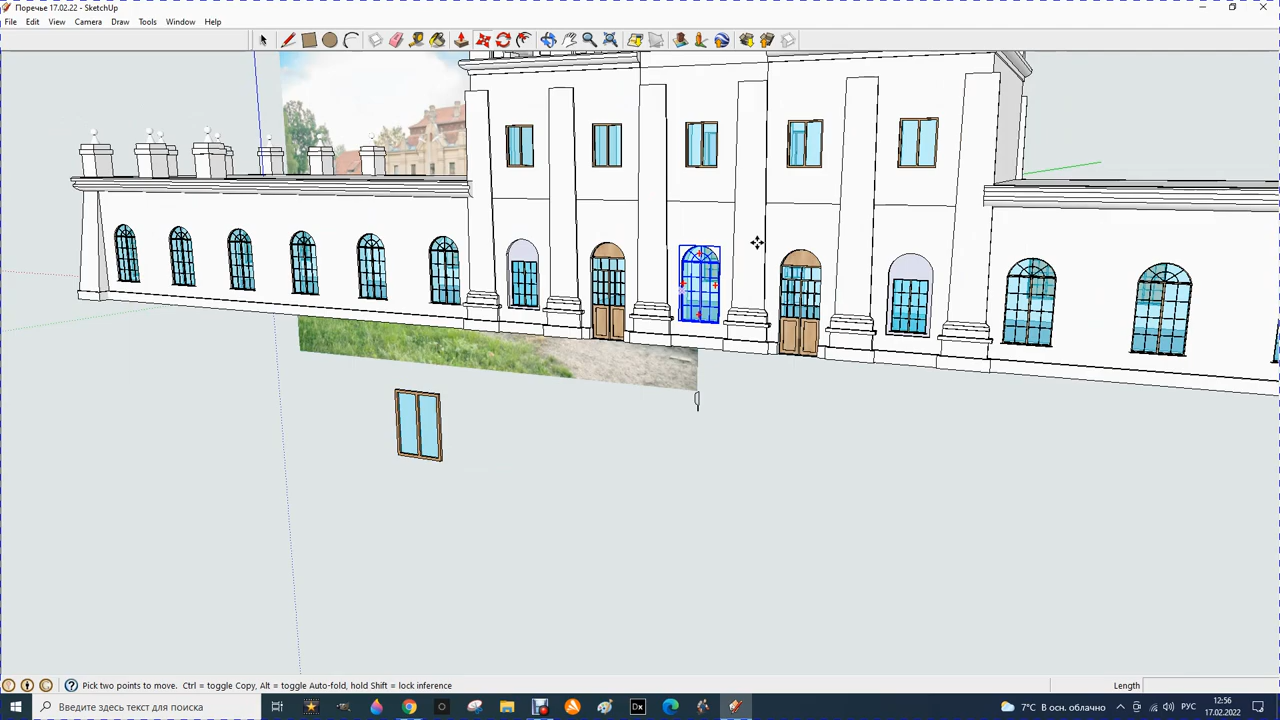 Поречье 17.02.22 - SketchUp
File Edit View Camera Draw Tools Window Help
Pick two points to move. Ctrl = toggle Copy, Alt = toggle Auto-fold, hold Shift = lock inference
Length
Введите здесь текст для поиска
Dx
7°C В осн. облачно
РУС
12:56
17.02.2022